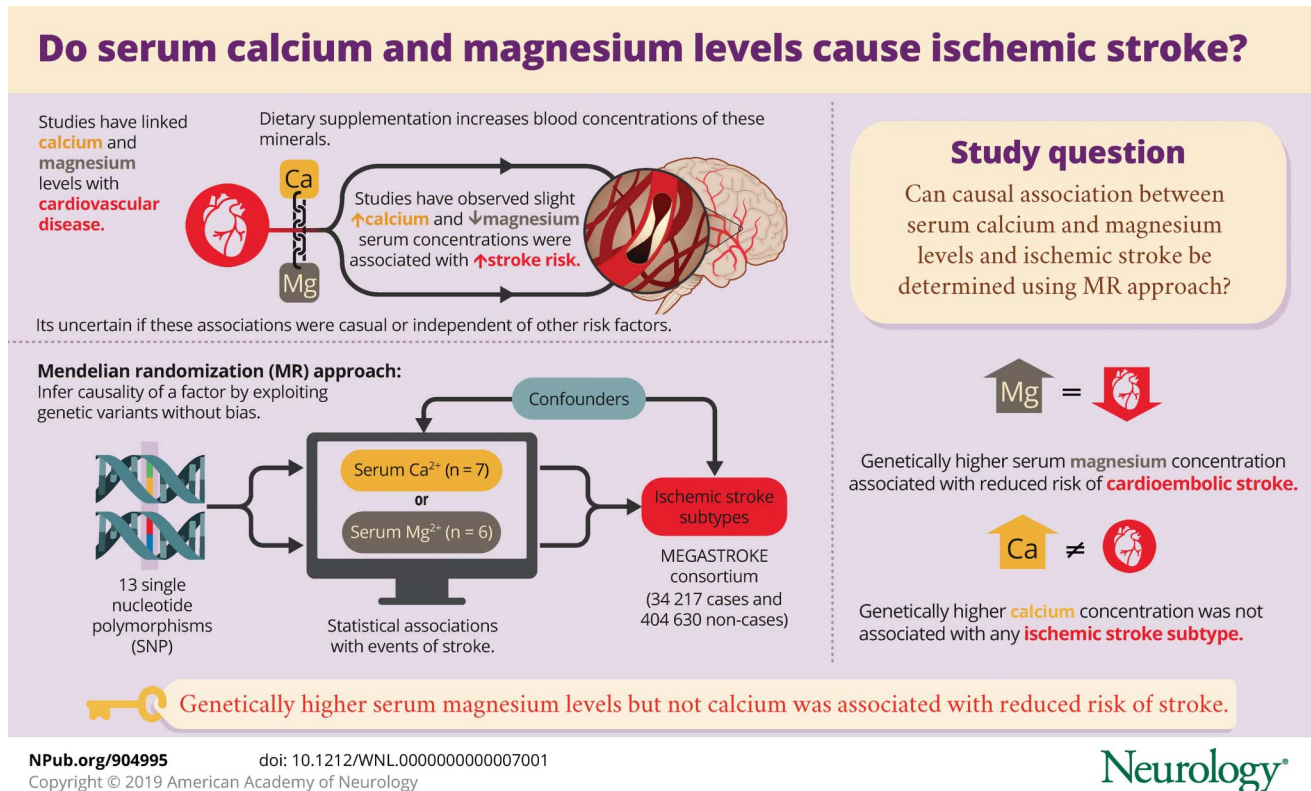 Do serum calcium and magnesium levels cause ischemic stroke?
Studies have linked
calcium and
magnesium
levels with
cardiovascular
disease.
Dietary supplementation increases blood concentrations of these
minerals.
Ca
Mg
Studies have observed slight
↑calcium and ↓magnesium
serum concentrations were
associated with ↑stroke risk.
Its uncertain if these associations were casual or independent of other risk factors.
Mendelian randomization (MR) approach:
Infer causality of a factor by exploiting
genetic variants without bias.
13 single
nucleotide
polymorphisms
(SNP)
Confounders
Serum Ca²⁺ (n = 7)
or
Serum Mg²⁺ (n = 6)
Statistical associations
with events of stroke.
Ischemic stroke
subtypes
MEGASTROKE
consortium
(34 217 cases and
404 630 non-cases)
Study question
Can causal association between
serum calcium and magnesium
levels and ischemic stroke be
determined using MR approach?
Mg =
Genetically higher serum magnesium concentration
associated with reduced risk of cardioembolic stroke.
Ca ≠
Genetically higher calcium concentration was not
associated with any ischemic stroke subtype.
Genetically higher serum magnesium levels but not calcium was associated with reduced risk of stroke.
NPub.org/904995 doi: 10.1212/WNL.0000000000007001
Copyright © 2019 American Academy of Neurology
Neurology®